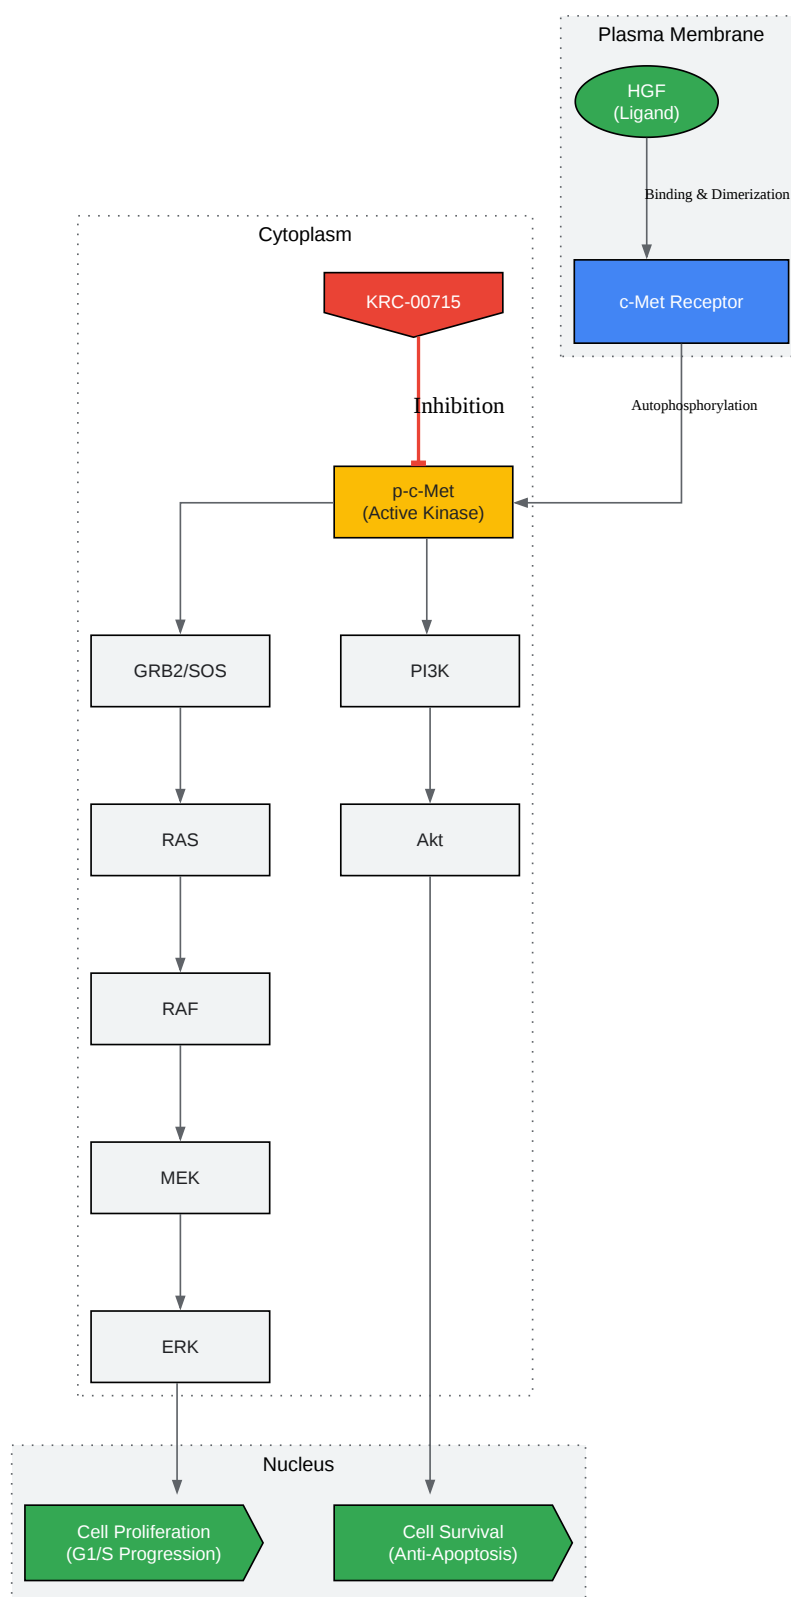 Plasma Membrane
HGF
(Ligand)
Binding & Dimerization
Cytoplasm
c-Met Receptor
KRC-00715
Inhibition
Autophosphorylation
p-c-Met
(Active Kinase)
GRB2/SOS
PI3K
RAS
Akt
RAF
MEK
ERK
Nucleus
Cell Proliferation
(G1/S Progression)
Cell Survival
(Anti-Apoptosis)